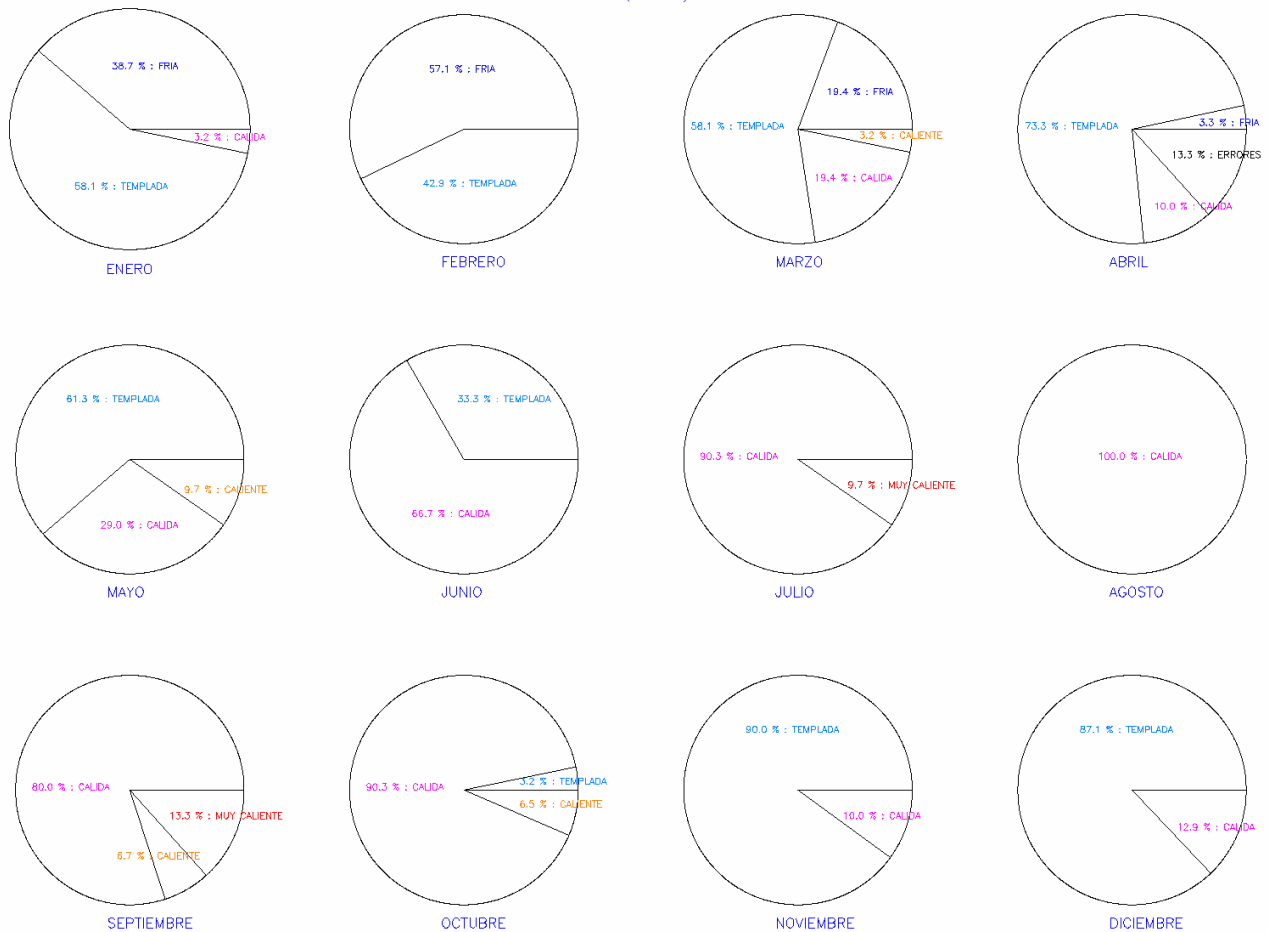 38.7 % : FRIA
3.2 % : CALIDA
58.1 % : TEMPLADA
ENERO
57.1 % : FRIA
42.9 % : TEMPLADA
FEBRERO
19.4 % : FRIA
58.1 % : TEMPLADA
3.2 % : CALIENTE
19.4 % : CALIDA
MARZO
3.3 % : FRIA
73.3 % : TEMPLADA
13.3 % : ERRORES
10.0 % : CALIDA
ABRIL
61.3 % : TEMPLADA
9.7 % : CALIENTE
29.0 % : CALIDA
MAYO
33.3 % : TEMPLADA
66.7 % : CALIDA
JUNIO
90.3 % : CALIDA
9.7 % : MUY CALIENTE
JULIO
100.0 % : CALIDA
AGOSTO
80.0 % : CALIDA
13.3 % : MUY CALIENTE
6.7 % : CALIENTE
SEPTIEMBRE
90.3 % : CALIDA
3.2 % : TEMPLADA
6.5 % : CALIENTE
OCTUBRE
90.0 % : TEMPLADA
10.0 % : CALIDA
NOVIEMBRE
87.1 % : TEMPLADA
12.9 % : CALIDA
DICIEMBRE